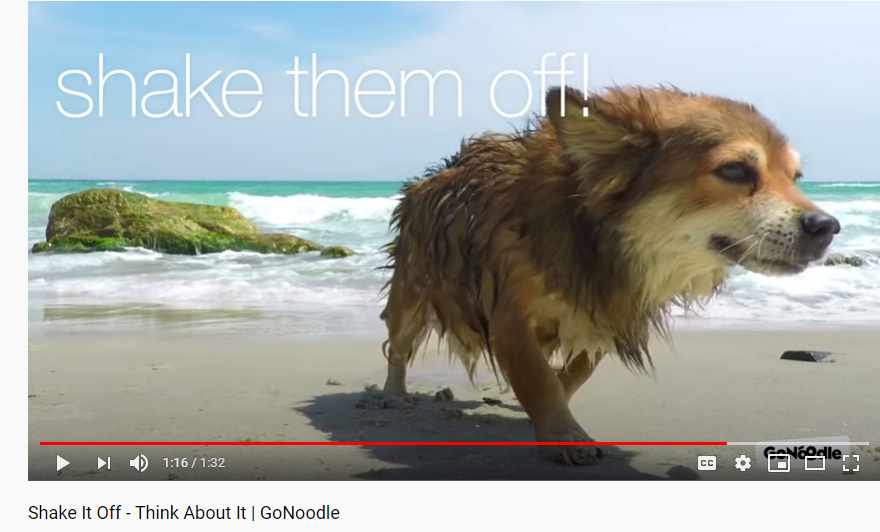 shake them off!
GoNoodle
1:16 / 1:32
CC
Shake It Off - Think About It | GoNoodle